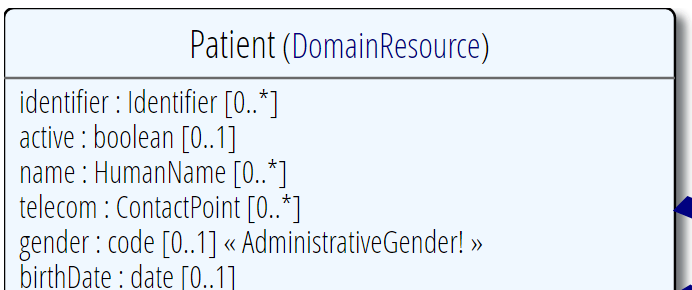 Patient (DomainResource)
identifier : Identifier [0..*]
active : boolean [0..1]
name : HumanName [0..*]
telecom : ContactPoint [0..*]
gender : code [0..1] « AdministrativeGender! »
birthDate : date [0..1]